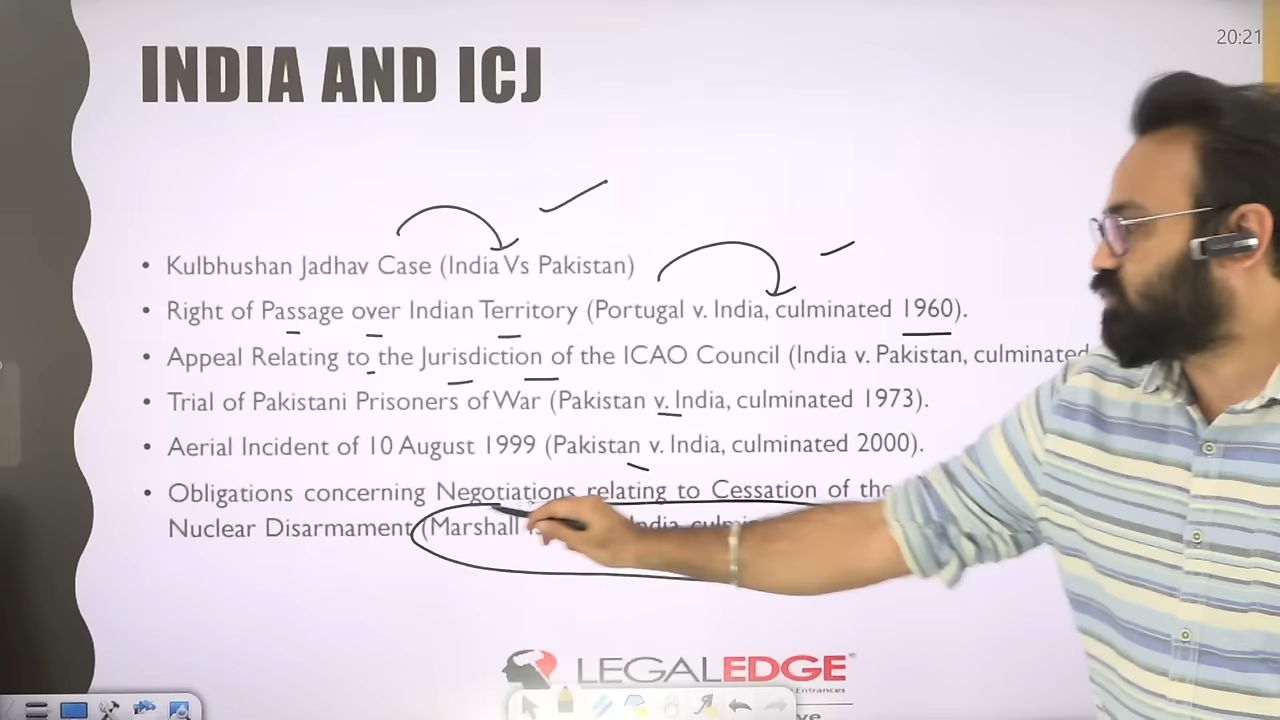 20:21
INDIA AND ICJ
• Kulbhushan Jadhav Case (India Vs Pakistan)
• Right of Passage over Indian Territory (Portugal v. India, culminated 1960).
• Appeal Relating to the Jurisdiction of the ICAO Council (India v. Pakistan, culminated
• Trial of Pakistani Prisoners of War (Pakistan v. India, culminated 1973).
• Aerial Incident of 10 August 1999 (Pakistan v. India, culminated 2000).
• Obligations concerning Negotiations relating to Cessation of the
Nuclear Disarmament (Marshall India
LEGALEDGE
Entrances